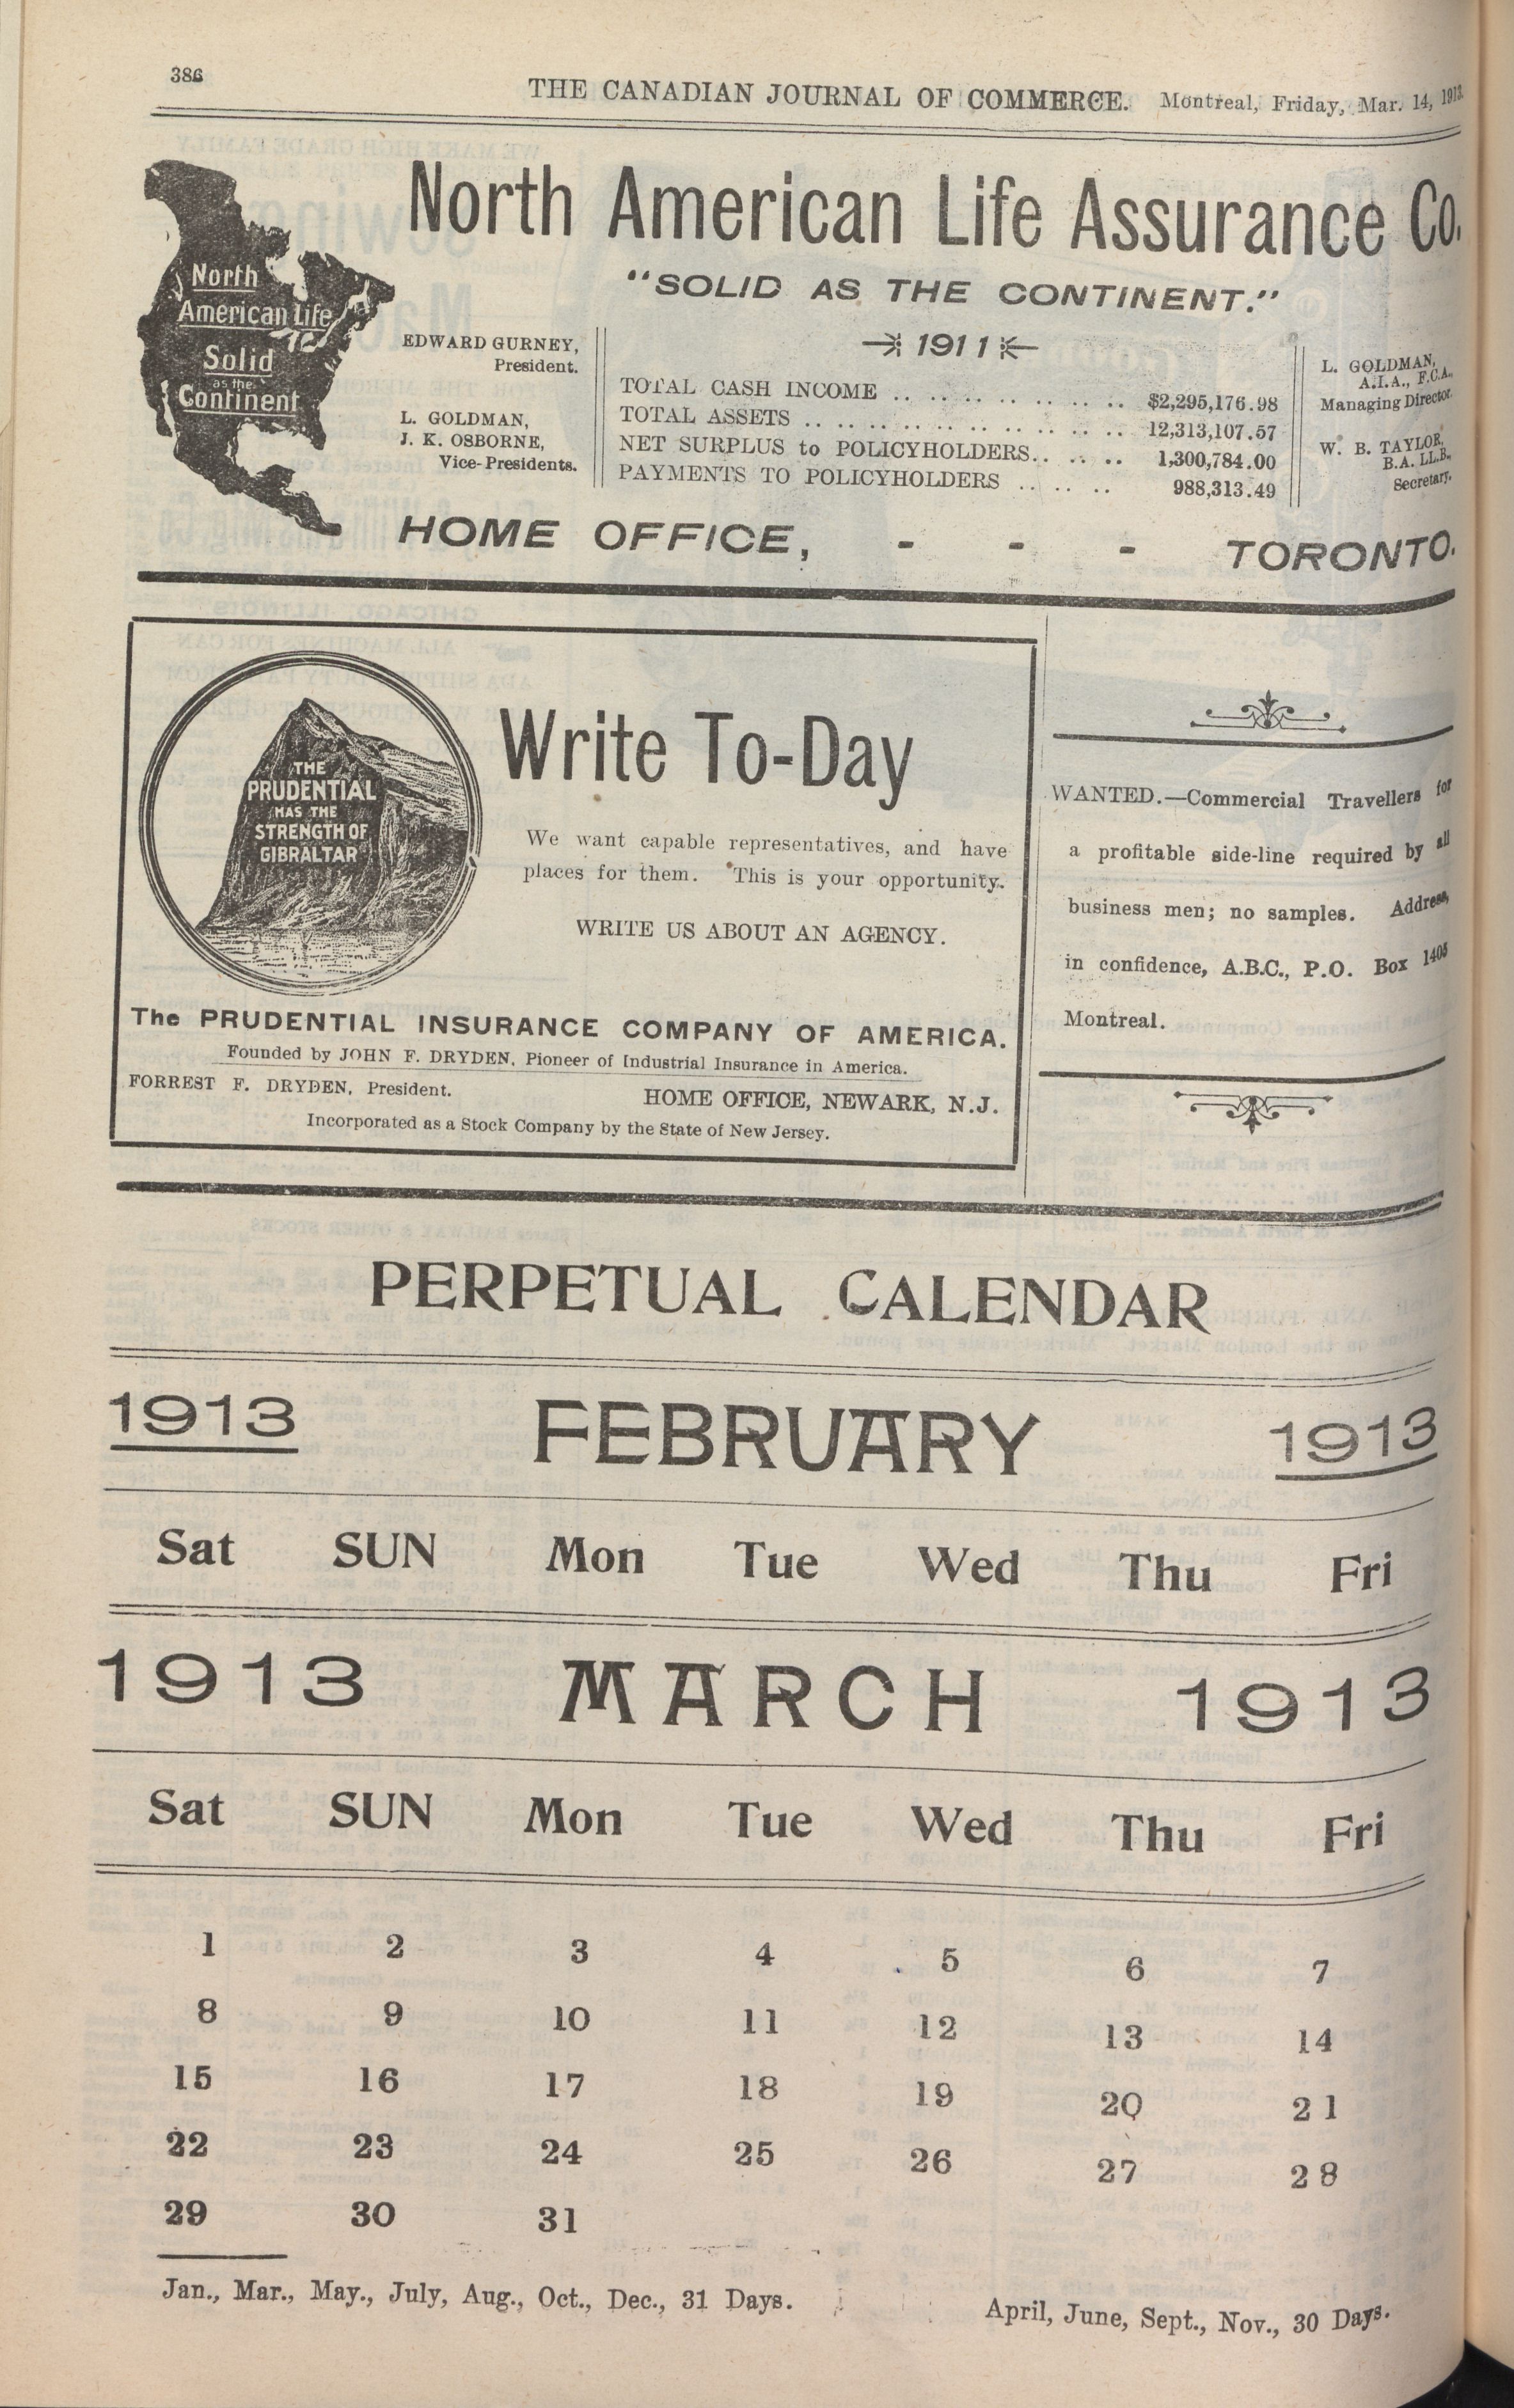 386
THE CANADIAN JOURNAL OF COMMERCE. Montreal, Friday, Mar. 14, 1913.
North American Life Assurance Co.
"SOLID AS THE CONTINENT."
North
American Life
Solid
as the
Continent
EDWARD GURNEY,
President.
L. GOLDMAN,
J. K. OSBORNE,
Vice-Presidents.
1911
TOTAL CASH INCOME .. .. .. .. .. .. .. .. $2,295,176.98
TOTAL ASSETS .. .. .. .. .. .. .. .. .. .. 12,313,107.57
NET SURPLUS to POLICYHOLDERS.. .. .. 1,300,784.00
PAYMENTS TO POLICYHOLDERS .. .. .. 988,313.49
L. GOLDMAN,
A.I.A., F.C.A.,
Managing Director.
W. B. TAYLOR,
B.A. LL.B.,
Secretary.
HOME OFFICE, - - - TORONTO.
THE
PRUDENTIAL
HAS THE
STRENGTH OF
GIBRALTAR
Write To-Day
We want capable representatives, and have
places for them. This is your opportunity.
WRITE US ABOUT AN AGENCY.
The PRUDENTIAL INSURANCE COMPANY OF AMERICA.
Founded by JOHN F. DRYDEN, Pioneer of Industrial Insurance in America.
FORREST F. DRYDEN, President. HOME OFFICE, NEWARK, N.J.
Incorporated as a Stock Company by the State of New Jersey.
WANTED.—Commercial Travellers for
a profitable side-line required by all
business men; no samples. Address,
in confidence, A.B.C., P.O. Box 1405
Montreal.
PERPETUAL CALENDAR
1913 FEBRUARY 1913
Sat SUN Mon Tue Wed Thu Fri
1913 MARCH 1913
Sat SUN Mon Tue Wed Thu Fri
1 2 3 4 5 6 7
8 9 10 11 12 13 14
15 16 17 18 19 20 21
22 23 24 25 26 27 28
29 30 31
Jan., Mar., May., July, Aug., Oct., Dec., 31 Days. April, June, Sept., Nov., 30 Days.